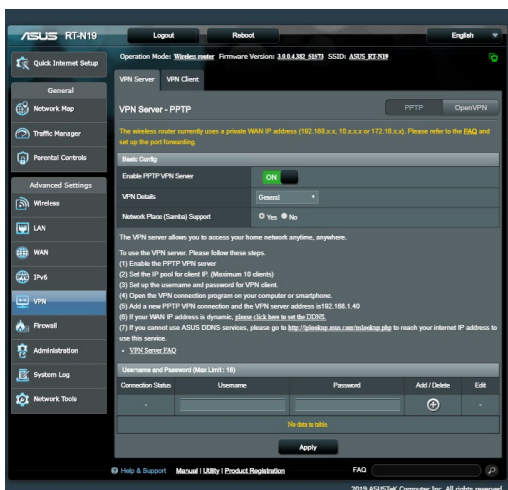 ASUS RT-N19
Logout
Reboot
English
Operation Mode: Wireless router Firmware Version: 3.0.0.4.382_51573 SSID: ASUS_RT-N19
Quick Internet Setup
General
Network Map
Traffic Manager
Parental Controls
Advanced Settings
Wireless
LAN
WAN
IPv6
VPN
Firewall
Administration
System Log
Network Tools
VPN Server VPN Client
VPN Server - PPTP
PPTP OpenVPN
The wireless router currently uses a private WAN IP address (192.168.x.x, 10.x.x.x or 172.16.x.x). Please refer to the FAQ and
set up the port forwarding.
Basic Config
Enable PPTP VPN Server ON
VPN Details General
Network Place (Samba) Support Yes No
The VPN server allows you to access your home network anytime, anywhere.
To use the VPN server. Please follow these steps.
(1) Enable the PPTP VPN server
(2) Set the IP pool for client IP. (Maximum 10 clients)
(3) Set up the username and password for VPN client.
(4) Open the VPN connection program on your computer or smartphone.
(5) Add a new PPTP VPN connection and the VPN server address is192.168.1.40
(6) If your WAN IP address is dynamic, please click here to set the DDNS.
(7) If you cannot use ASUS DDNS services, please go to http://iplookup.asus.com/nslookup.php to reach your internet IP address to
use this service.
• VPN Server FAQ
Username and Password (Max Limit : 16)
Connection Status Username Password Add / Delete Edit
- -
No data in table.
Apply
Help & Support Manual | Utility | Product Registration FAQ
2019 ASUSTeK Computer Inc. All rights reserved